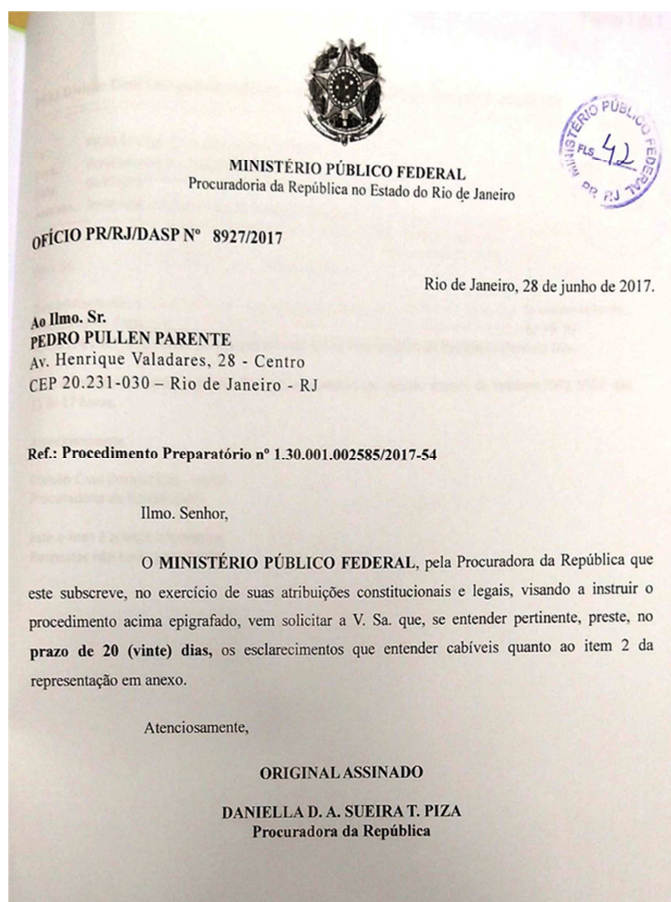 MINISTÉRIO PÚBLICO FEDERAL
PR RJ
FLS 42
MINISTÉRIO PÚBLICO FEDERAL
Procuradoria da República no Estado do Rio de Janeiro
OFÍCIO PR/RJ/DASP Nº 8927/2017
Rio de Janeiro, 28 de junho de 2017.
Ao Ilmo. Sr.
PEDRO PULLEN PARENTE
Av. Henrique Valadares, 28 - Centro
CEP 20.231-030 – Rio de Janeiro - RJ
Ref.: Procedimento Preparatório nº 1.30.001.002585/2017-54
Ilmo. Senhor,
O MINISTÉRIO PÚBLICO FEDERAL, pela Procuradora da República que
este subscreve, no exercício de suas atribuições constitucionais e legais, visando a instruir o
procedimento acima epigrafado, vem solicitar a V. Sa. que, se entender pertinente, preste, no
prazo de 20 (vinte) dias, os esclarecimentos que entender cabíveis quanto ao item 2 da
representação em anexo.
Atenciosamente,
ORIGINAL ASSINADO
DANIELLA D. A. SUEIRA T. PIZA
Procuradora da República